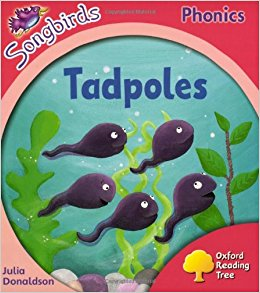 Songbirds
Phonics
Tadpoles
Julia
Donaldson
Oxford
Reading
Tree